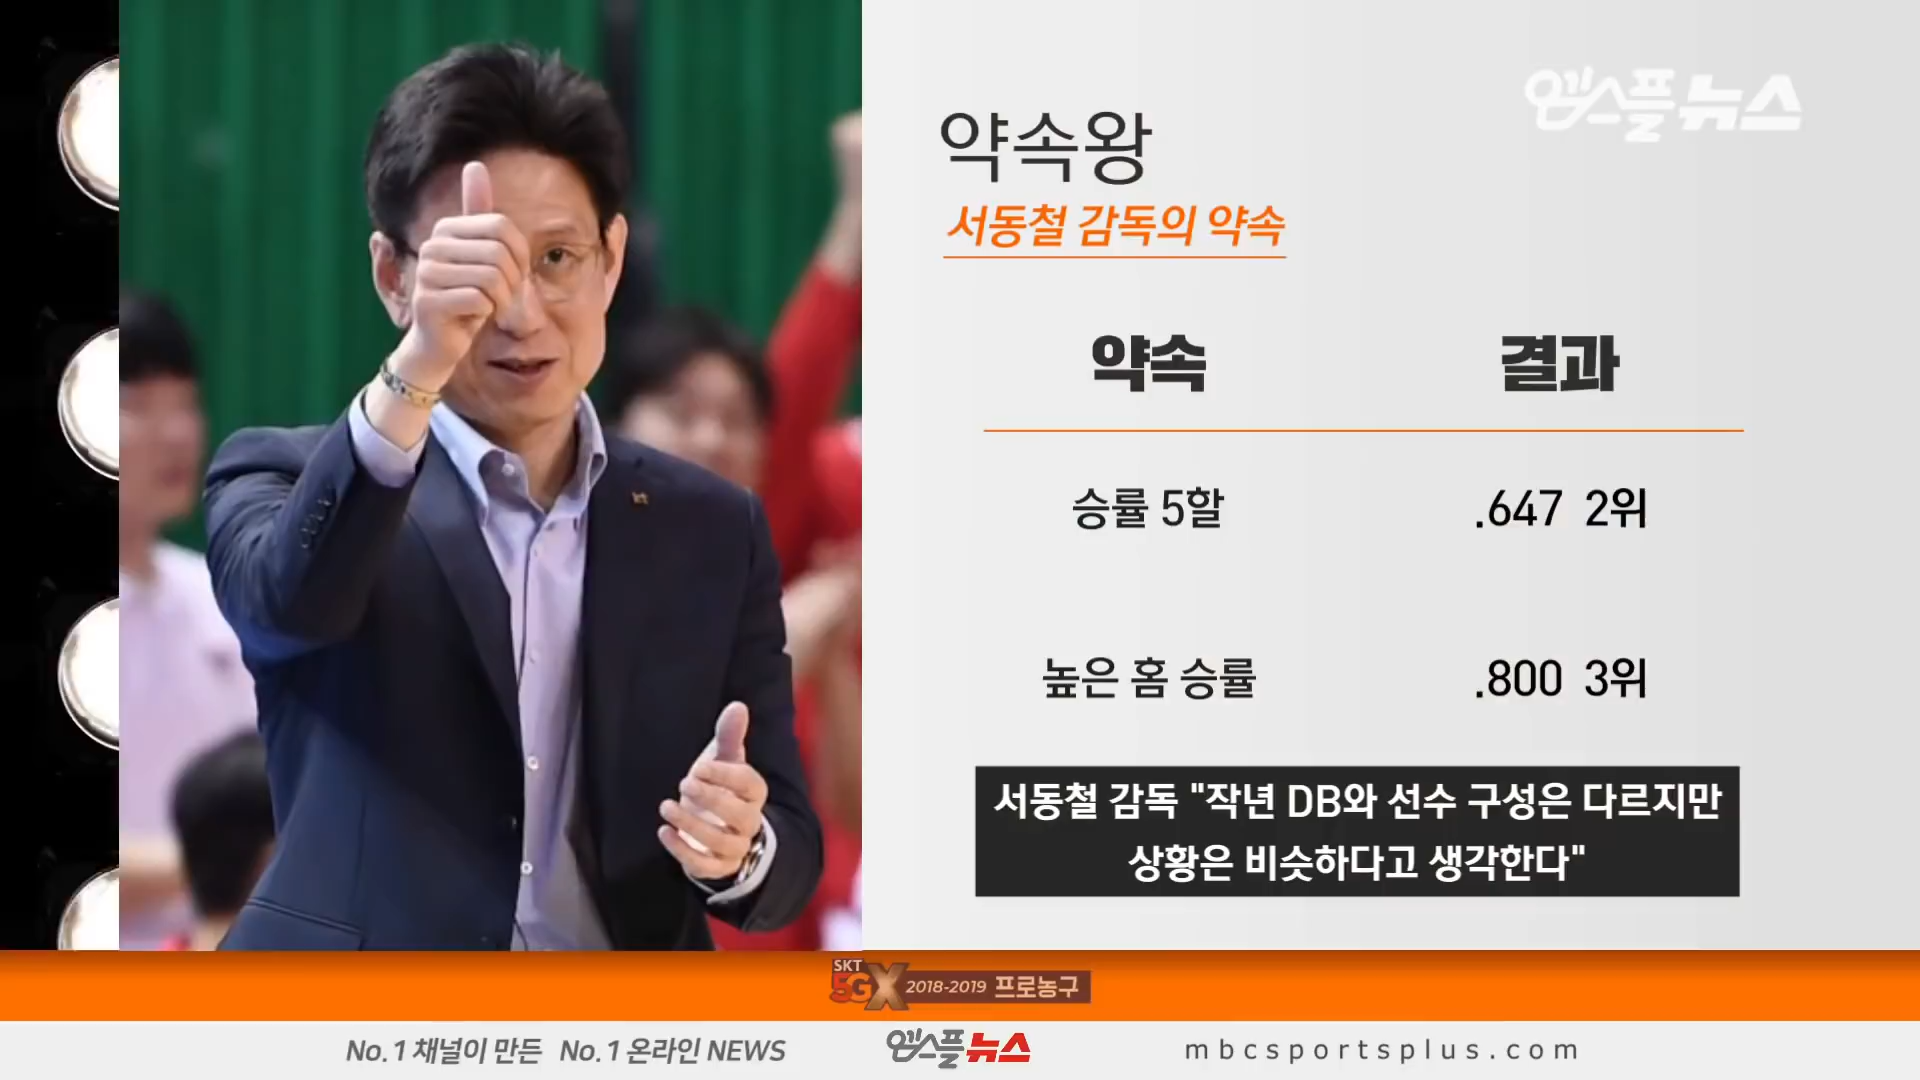 엠스플뉴스
약속왕
서동철 감독의 약속
약속 결과
승률 5할 .647 2위
높은 홈 승률 .800 3위
서동철 감독 "작년 DB와 선수 구성은 다르지만
상황은 비슷하다고 생각한다"
SKT 5GX 2018-2019 프로농구
No.1 채널이 만든 No.1 온라인 NEWS 엠스플뉴스 mbcsportsplus.com